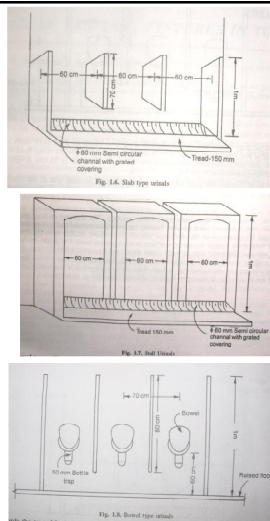 60 cm
60 cm
60 cm
70 cm
1m
ϕ 60 mm Semi circular
channel with grated
covering
Tread-150 mm
Fig. 1.6. Slab type urinals
60 cm
60 cm
60 cm
1m
Tread 150 mm
ϕ 60 mm Semi circular
channel with grated
covering
Fig. 1.7. Stall Urinals
70 cm
Bowel
60 cm
1m
60 cm
50 mm Bottle
trap
Raised floo
Fig. 1.8. Bowel type urinals